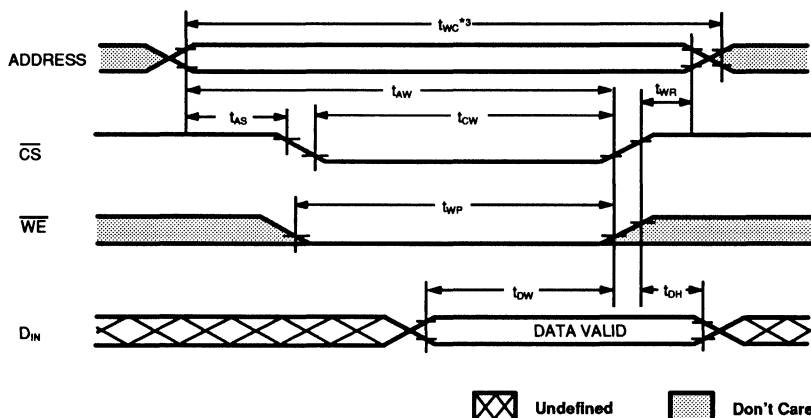 tWC*3
ADDRESS
tAW
tWR
tAS
tCW
CS
tWP
WE
tDW
tDH
DIN
DATA VALID
Undefined
Don't Care